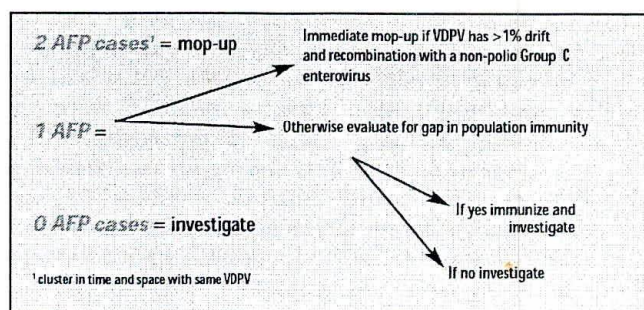 2 AFP cases¹ = mop-up
Immediate mop-up if VDPV has >1% drift
and recombination with a non-polio Group C
enterovirus
1 AFP =
Otherwise evaluate for gap in population immunity
If yes immunize and
investigate
0 AFP cases = investigate
If no investigate
¹ cluster in time and space with same VDPV